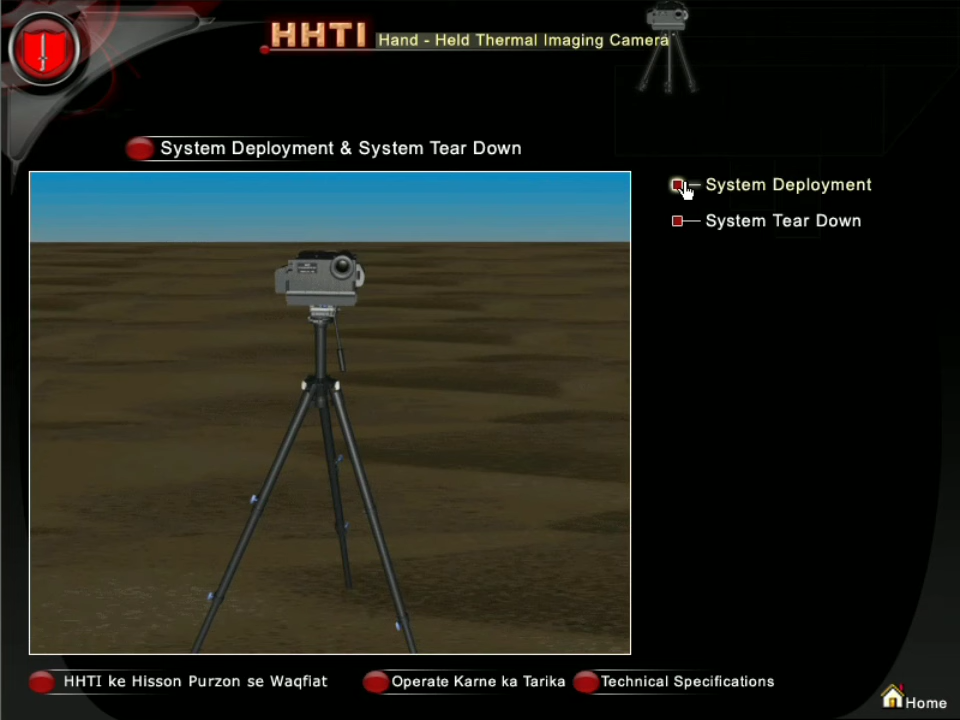 HHTI Hand - Held Thermal Imaging Camera
System Deployment & System Tear Down
System Deployment
System Tear Down
HHTI ke Hisson Purzon se Waqfiat
Operate Karne ka Tarika
Technical Specifications
Home